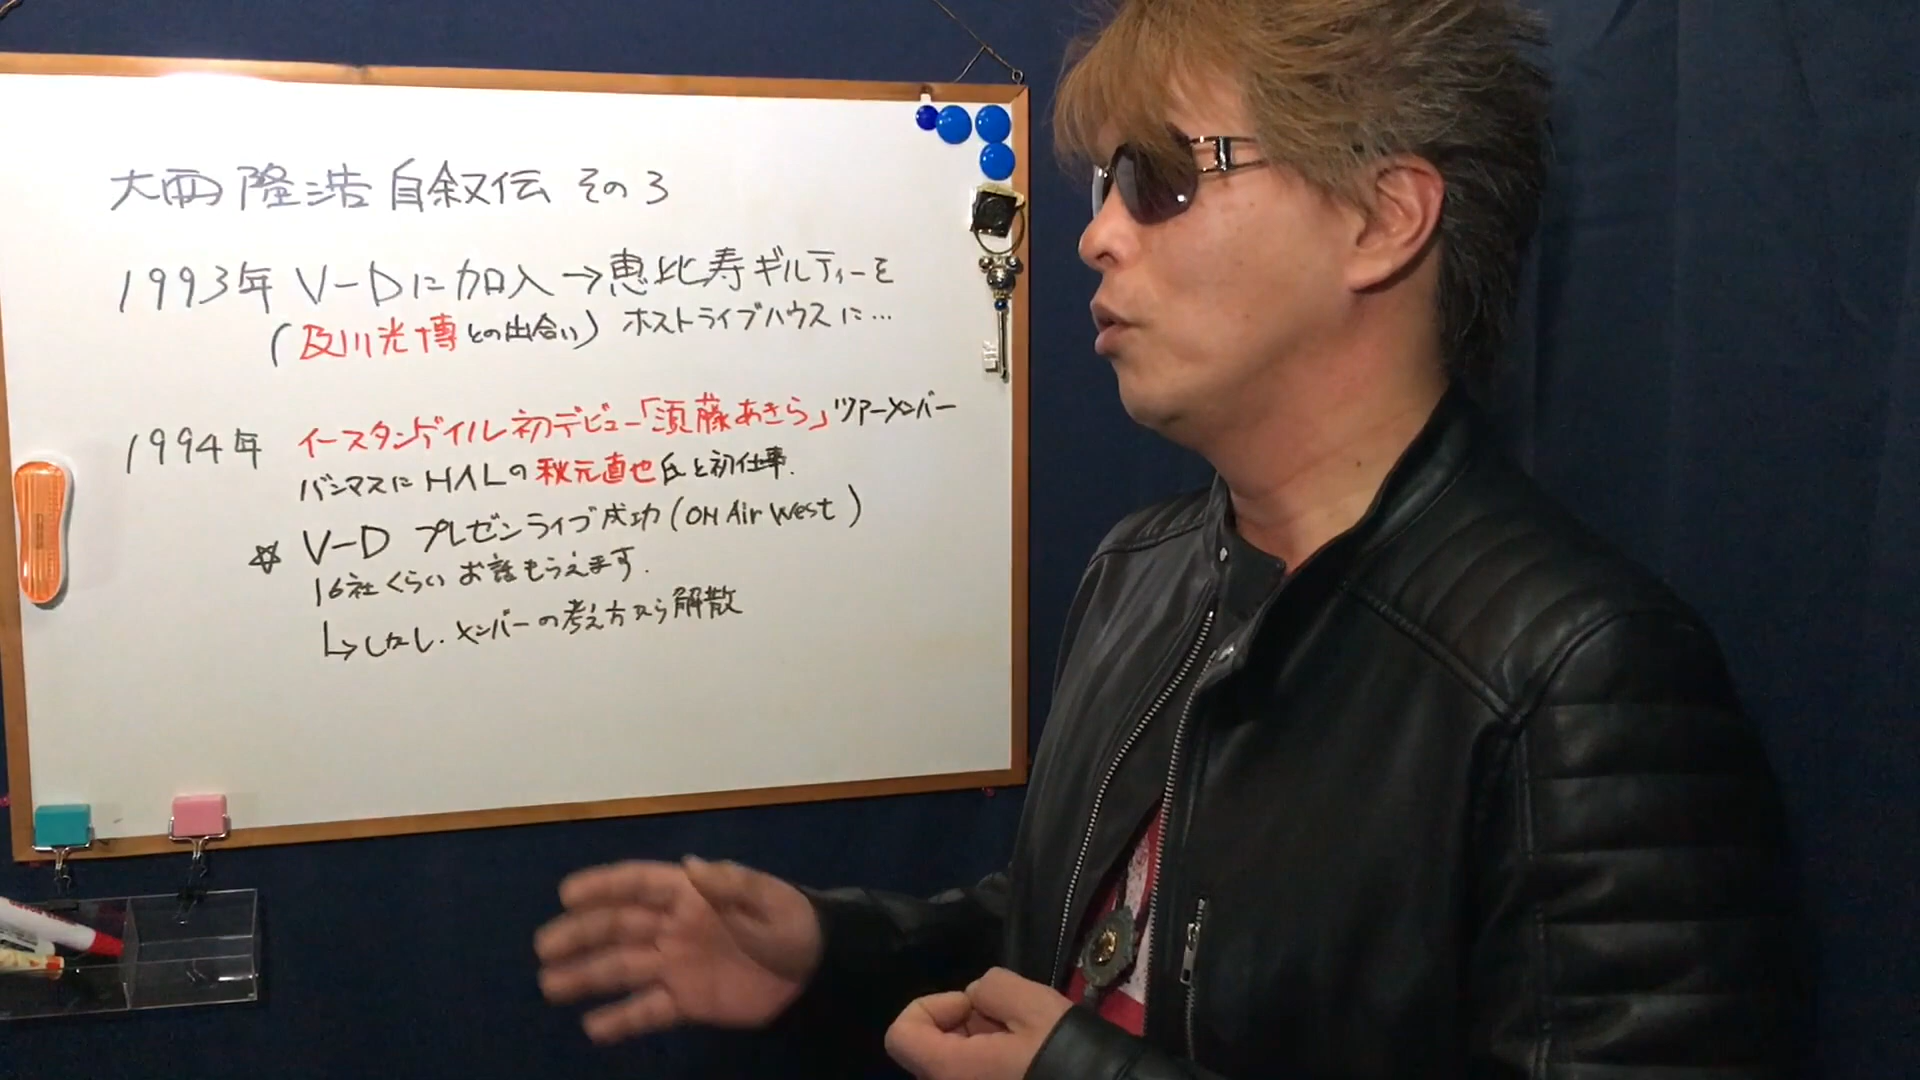 大西 隆浩 自叙伝 その3
1993年 V-Dに加入→恵比寿ギルティーを
(及川光博との出合い) ホストライブハウスに...
1994年 イースタンゲイル初デビュー「須藤あきら」ツアーメンバー
バンマスにHALの秋元直也氏と初仕事.
☆ V-D プレゼンライブ成功(ON Air West)
16社くらいお話もらえます.
↳しかし.メンバーの考え方から解散